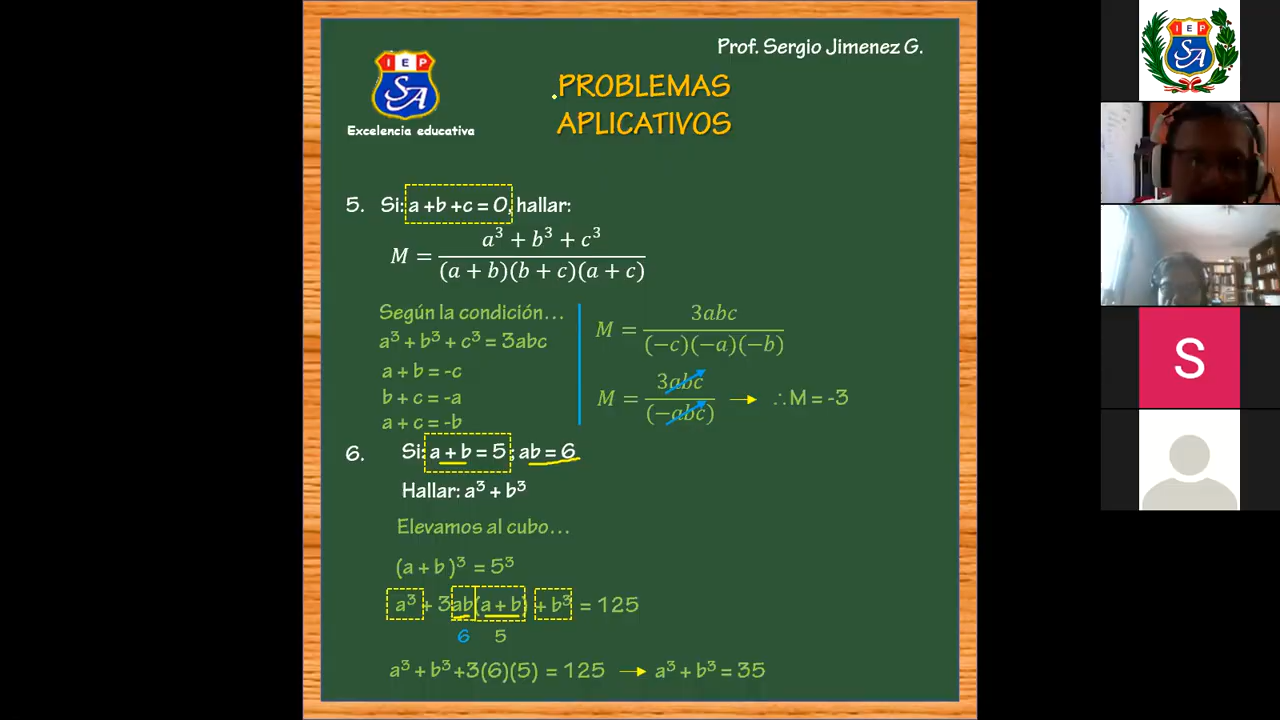 Prof. Sergio Jimenez G.
I E P
SA
Excelencia educativa
PROBLEMAS
APLICATIVOS
5. Si: a +b +c = 0, hallar:
M = (a³ + b³ + c³) / ((a + b)(b + c)(a + c))
Según la condición…
a³ + b³ + c³ = 3abc
a + b = -c
b + c = -a
a + c = -b
M = 3abc / ((−c)(−a)(−b))
M = 3abc / (−abc) → ∴M = -3
6. Si: a + b = 5 ; ab = 6
Hallar: a³ + b³
Elevamos al cubo…
(a + b )³ = 5³
a³ + 3ab(a + b) + b³ = 125
6 5
a³ + b³ +3(6)(5) = 125 → a³ + b³ = 35
I E P
SA
S